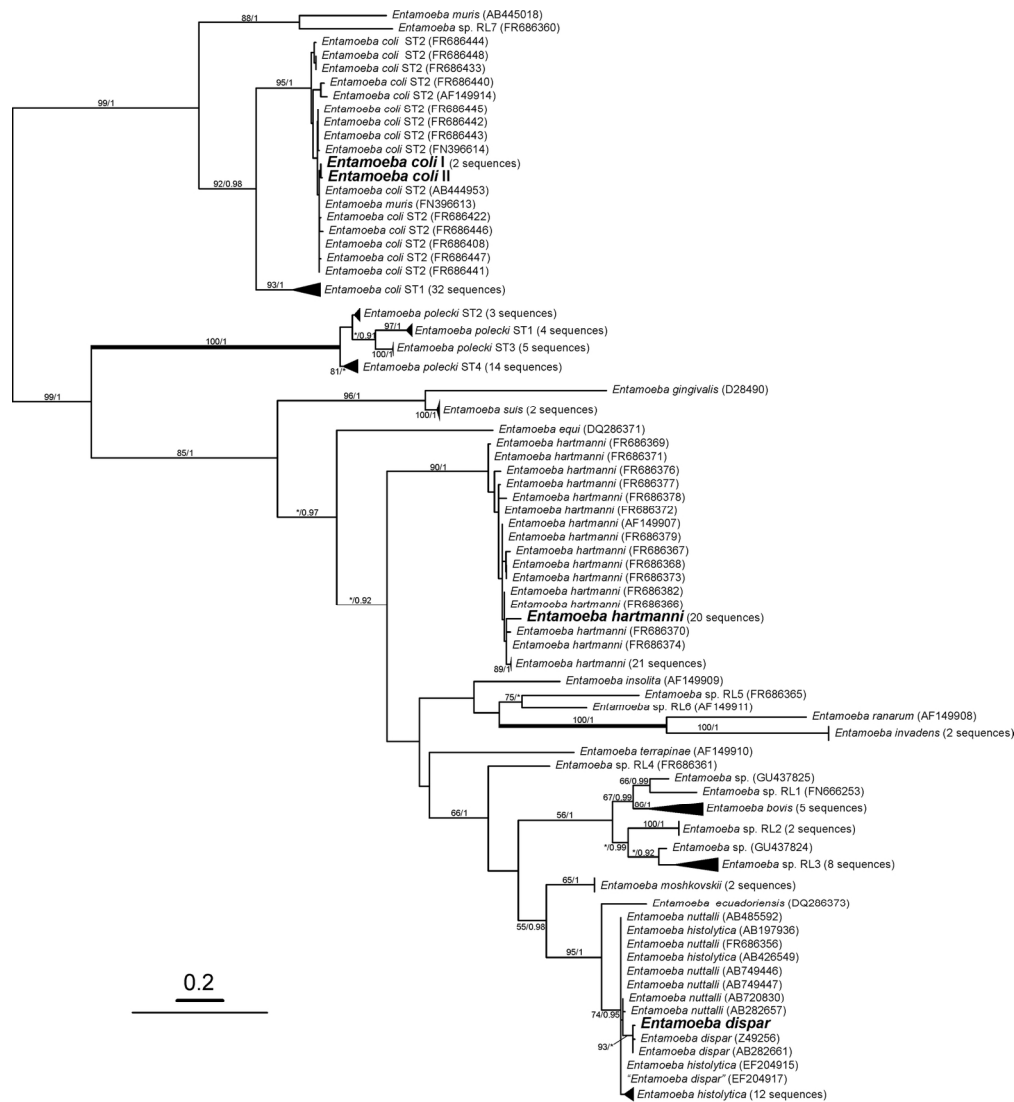 88/1
Entamoeba muris (AB445018)
Entamoeba sp. RL7 (FR686360)
Entamoeba coli ST2 (FR686444)
Entamoeba coli ST2 (FR686448)
Entamoeba coli ST2 (FR686433)
95/1
Entamoeba coli ST2 (FR686440)
Entamoeba coli ST2 (AF149914)
99/1
Entamoeba coli ST2 (FR686445)
Entamoeba coli ST2 (FR686442)
Entamoeba coli ST2 (FR686443)
Entamoeba coli ST2 (FN396614)
Entamoeba coli I (2 sequences)
Entamoeba coli II
92/0.98
Entamoeba coli ST2 (AB444953)
Entamoeba muris (FN396613)
Entamoeba coli ST2 (FR686422)
Entamoeba coli ST2 (FR686446)
Entamoeba coli ST2 (FR686408)
Entamoeba coli ST2 (FR686447)
Entamoeba coli ST2 (FR686441)
93/1
Entamoeba coli ST1 (32 sequences)
Entamoeba polecki ST2 (3 sequences)
97/1
Entamoeba polecki ST1 (4 sequences)
*/0.91
100/1
Entamoeba polecki ST3 (5 sequences)
100/1
81/*
Entamoeba polecki ST4 (14 sequences)
99/1
96/1
Entamoeba gingivalis (D28490)
100/1
Entamoeba suis (2 sequences)
Entamoeba equi (DQ286371)
85/1
90/1
Entamoeba hartmanni (FR686369)
Entamoeba hartmanni (FR686371)
Entamoeba hartmanni (FR686376)
Entamoeba hartmanni (FR686377)
Entamoeba hartmanni (FR686378)
*/0.97
Entamoeba hartmanni (FR686372)
Entamoeba hartmanni (AF149907)
Entamoeba hartmanni (FR686379)
Entamoeba hartmanni (FR686367)
Entamoeba hartmanni (FR686368)
Entamoeba hartmanni (FR686373)
Entamoeba hartmanni (FR686382)
*/0.92
Entamoeba hartmanni (FR686366)
Entamoeba hartmanni (20 sequences)
Entamoeba hartmanni (FR686370)
Entamoeba hartmanni (FR686374)
89/1
Entamoeba hartmanni (21 sequences)
Entamoeba insolita (AF149909)
75/*
Entamoeba sp. RL5 (FR686365)
Entamoeba sp. RL6 (AF149911)
100/1
Entamoeba ranarum (AF149908)
100/1
Entamoeba invadens (2 sequences)
Entamoeba terrapinae (AF149910)
Entamoeba sp. RL4 (FR686361)
66/0.99
Entamoeba sp. (GU437825)
Entamoeba sp. RL1 (FN666253)
67/0.99
Entamoeba bovis (5 sequences)
66/1
56/1
100/1
Entamoeba sp. RL2 (2 sequences)
*/0.99
*/0.92
Entamoeba sp. (GU437824)
Entamoeba sp. RL3 (8 sequences)
65/1
Entamoeba moshkovskii (2 sequences)
Entamoeba ecuadoriensis (DQ286373)
55/0.98
Entamoeba nuttalli (AB485592)
Entamoeba histolytica (AB197936)
Entamoeba nuttalli (FR686356)
95/1
Entamoeba histolytica (AB426549)
Entamoeba nuttalli (AB749446)
Entamoeba nuttalli (AB749447)
Entamoeba nuttalli (AB720830)
74/0.95
Entamoeba nuttalli (AB282657)
Entamoeba dispar
Entamoeba dispar (Z49256)
93/*
Entamoeba dispar (AB282661)
Entamoeba histolytica (EF204915)
"Entamoeba dispar" (EF204917)
Entamoeba histolytica (12 sequences)
0.2